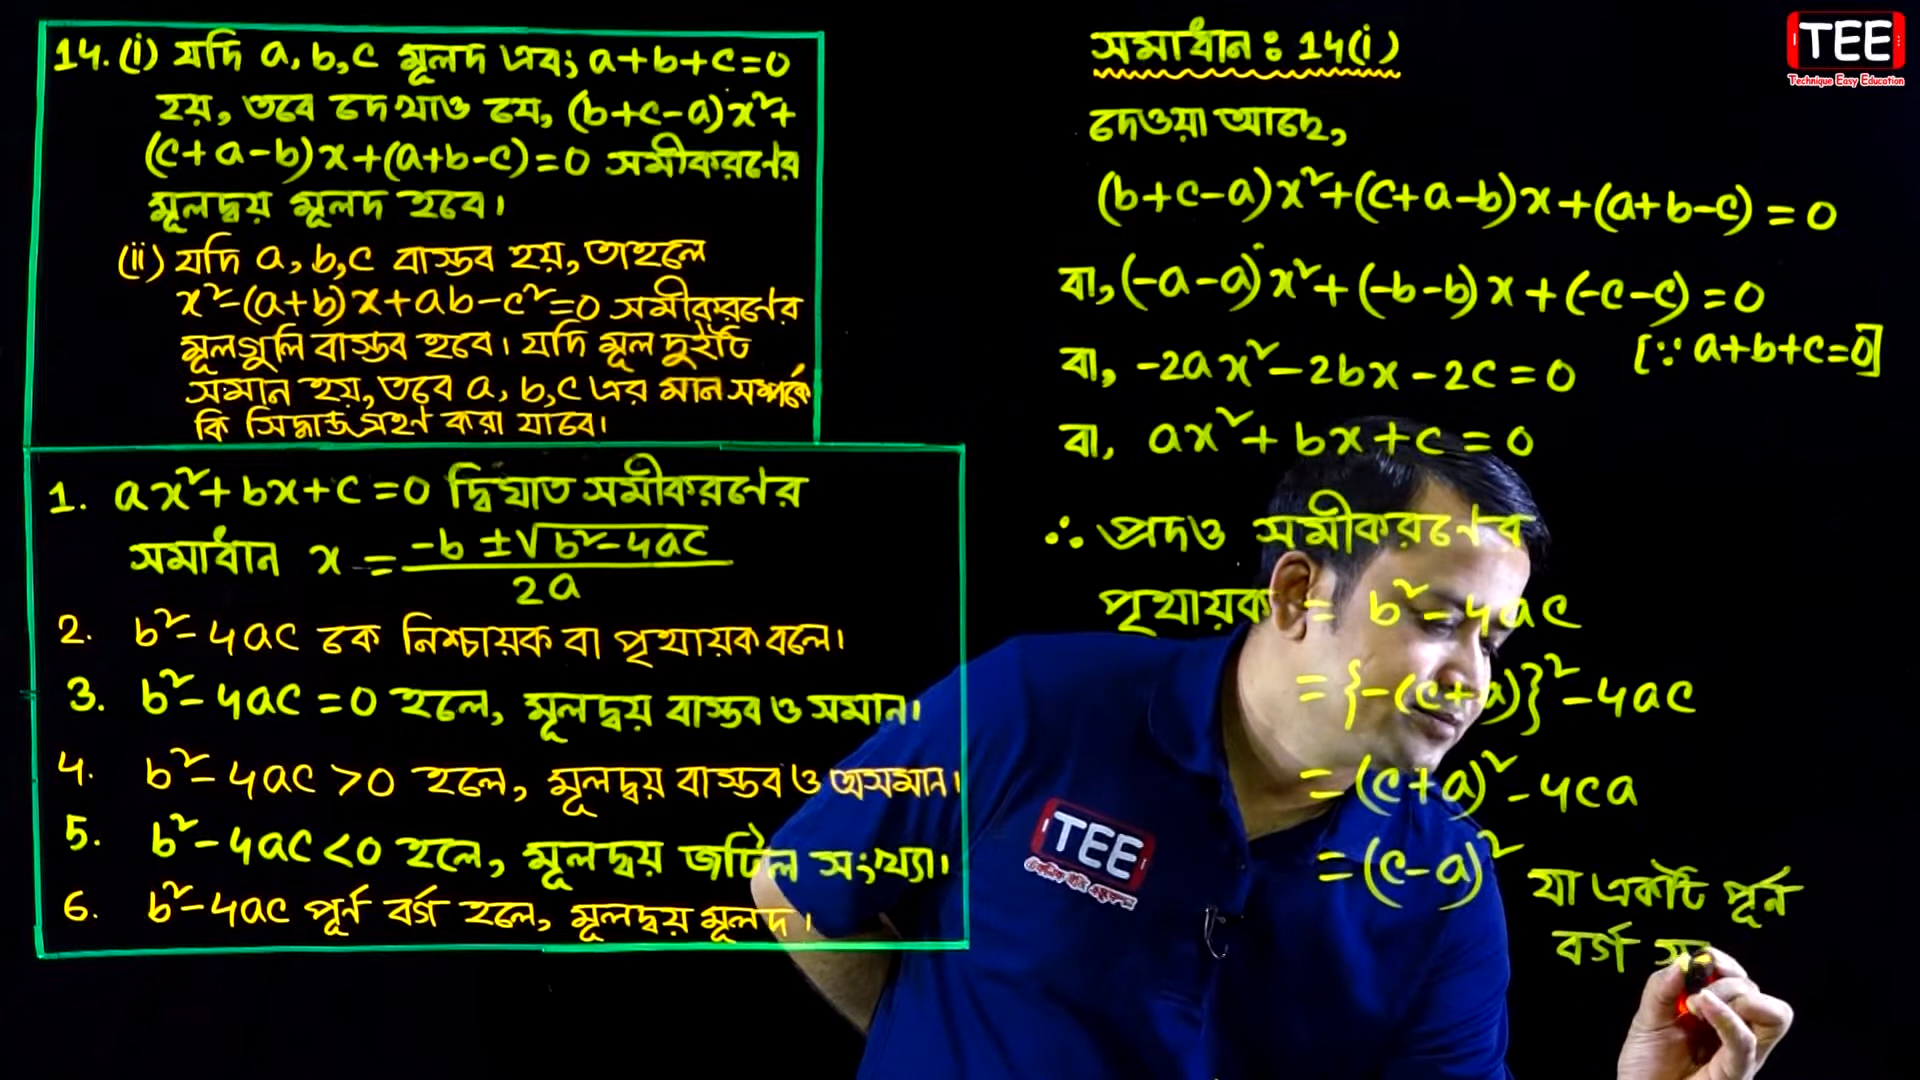 14. (i) যদি a, b, c মূলদ এবং a+b+c=0
হয়, তবে দেখাও যে, (b+c-a)x²+
(c+a-b)x+(a+b-c)=0 সমীকরণের
মূলদ্বয় মূলদ হবে।
(ii) যদি a, b, c বাস্তব হয়, তাহলে
x²-(a+b)x+ab-c²=0 সমীকরণের
মূলগুলি বাস্তব হবে। যদি মূল দুইটি
সমান হয়, তবে a, b, c এর মান সম্পর্কে
কি সিদ্ধান্ত গ্রহণ করা যাবে।
1. ax²+bx+c=0 দ্বিঘাত সমীকরণের
সমাধান x = (-b ±√(b²-4ac))/2a
2. b²-4ac কে নিশ্চায়ক বা পৃথায়ক বলে।
3. b²-4ac=0 হলে, মূলদ্বয় বাস্তব ও সমান।
4. b²-4ac>0 হলে, মূলদ্বয় বাস্তব ও অসমান।
5. b²-4ac<0 হলে, মূলদ্বয় জটিল সংখ্যা।
6. b²-4ac পূর্ন বর্গ হলে, মূলদ্বয় মূলদ।
সমাধান : 14(i)
দেওয়া আছে,
(b+c-a)x²+(c+a-b)x+(a+b-c)=0
বা, (-a-a)x²+(-b-b)x+(-c-c)=0
[∵ a+b+c=0]
বা, -2ax²-2bx-2c=0
বা, ax²+bx+c=0
∴ প্রদও সমীকরণের
পৃথায়ক = b²-4ac
= {-(c+a)}²-4ac
= (c+a)²-4ca
= (c-a)² যা একটি পূর্ন
বর্গ
TEE
Technique Easy Education
TEE